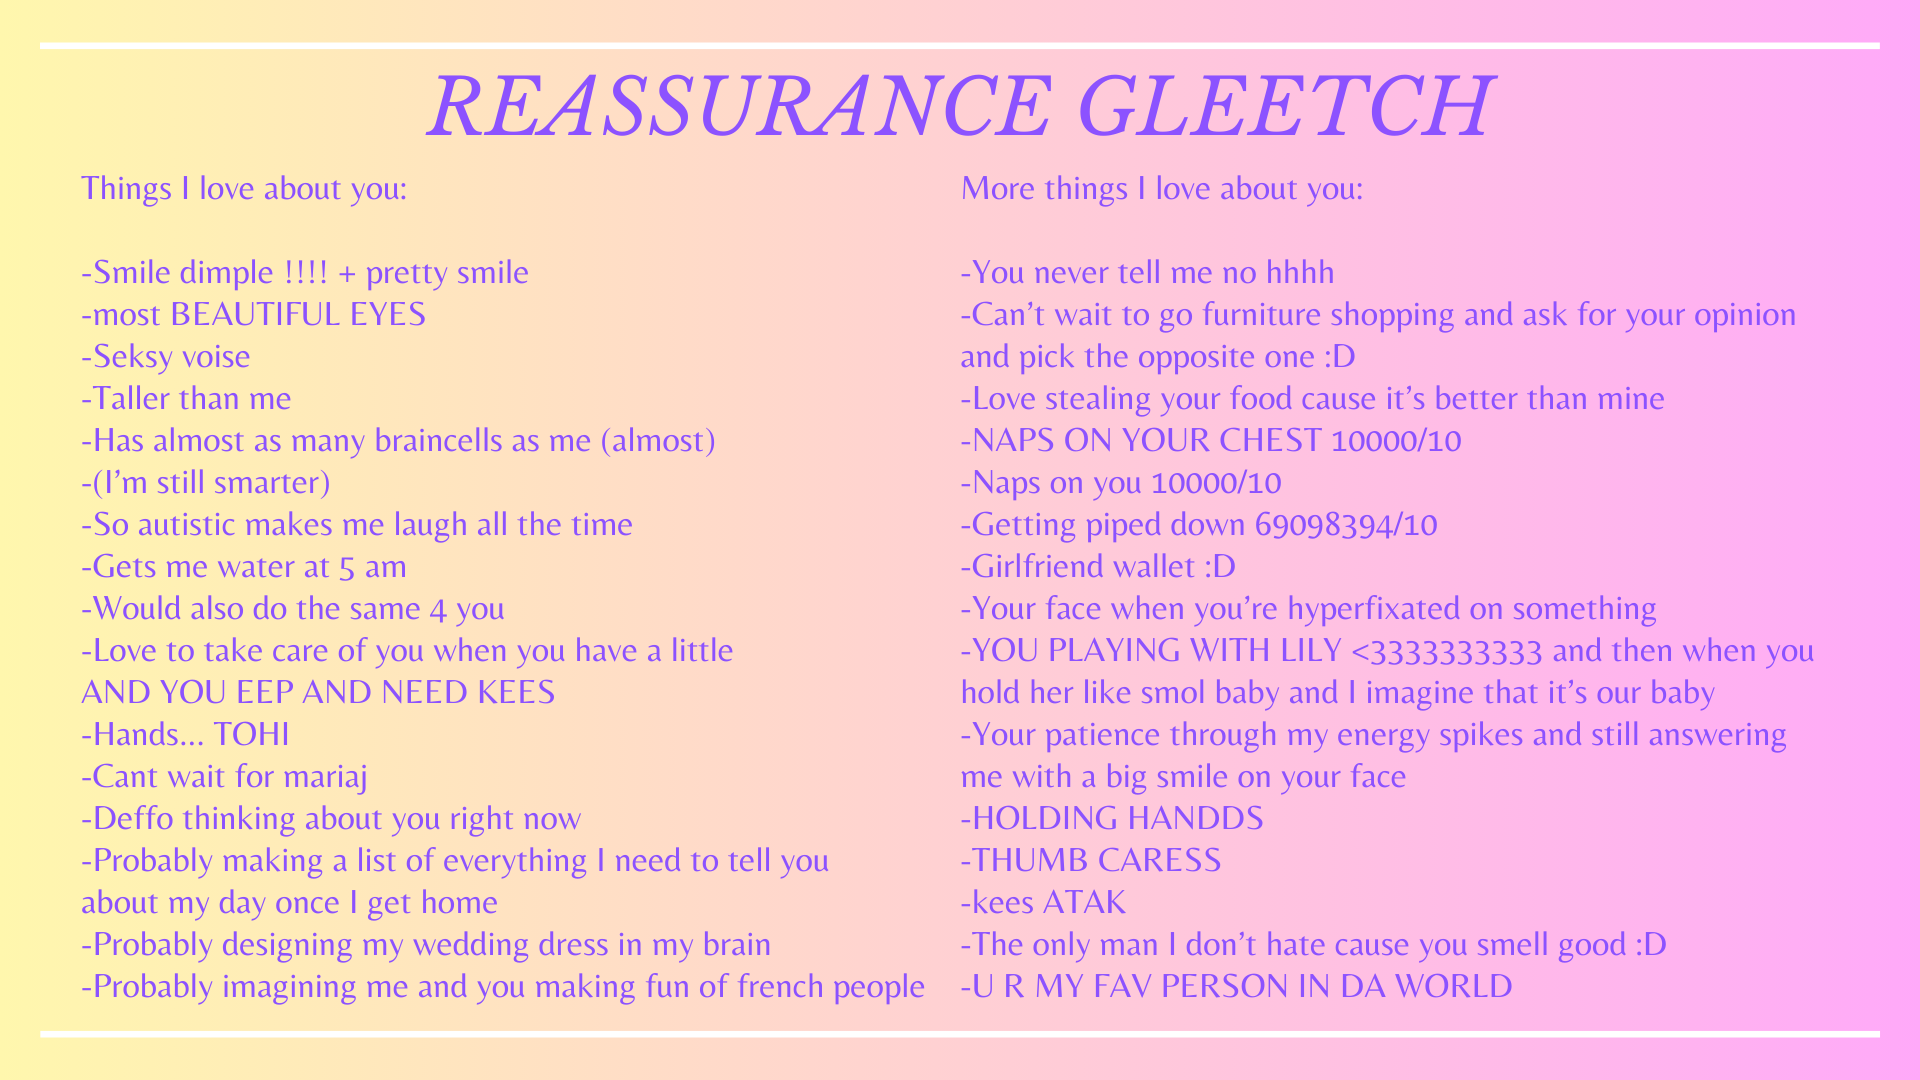 REASSURANCE GLEETCH
Things I love about you:
-Smile dimple !!!! + pretty smile
-most BEAUTIFUL EYES
-Seksy voise
-Taller than me
-Has almost as many braincells as me (almost)
-(I’m still smarter)
-So autistic makes me laugh all the time
-Gets me water at 5 am
-Would also do the same 4 you
-Love to take care of you when you have a little
AND YOU EEP AND NEED KEES
-Hands... TOHI
-Cant wait for mariaj
-Deffo thinking about you right now
-Probably making a list of everything I need to tell you
about my day once I get home
-Probably designing my wedding dress in my brain
-Probably imagining me and you making fun of french people
More things I love about you:
-You never tell me no hhhh
-Can’t wait to go furniture shopping and ask for your opinion
and pick the opposite one :D
-Love stealing your food cause it’s better than mine
-NAPS ON YOUR CHEST 10000/10
-Naps on you 10000/10
-Getting piped down 69098394/10
-Girlfriend wallet :D
-Your face when you’re hyperfixated on something
-YOU PLAYING WITH LILY <3333333333 and then when you
hold her like smol baby and I imagine that it’s our baby
-Your patience through my energy spikes and still answering
me with a big smile on your face
-HOLDING HANDDS
-THUMB CARESS
-kees ATAK
-The only man I don’t hate cause you smell good :D
-U R MY FAV PERSON IN DA WORLD